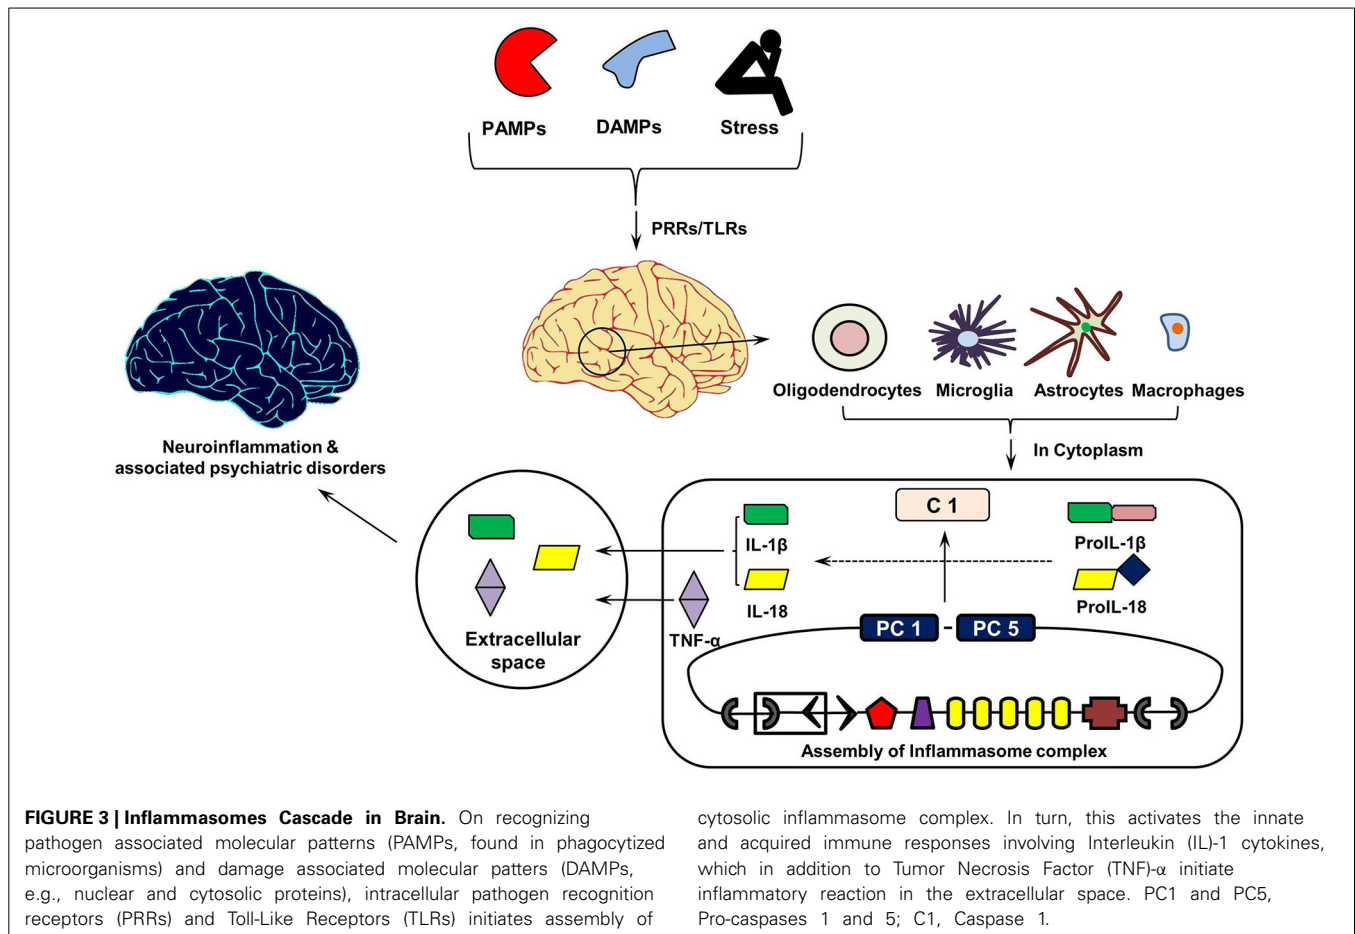 PAMPs
DAMPs
Stress
PRRs/TLRs
Oligodendrocytes
Microglia
Astrocytes
Macrophages
In Cytoplasm
Neuroinflammation &
associated psychiatric disorders
C 1
IL-1β
ProIL-1β
IL-18
ProIL-18
TNF-α
PC 1 - PC 5
Extracellular
space
Assembly of Inflammasome complex
FIGURE 3 | Inflammasomes Cascade in Brain. On recognizing
pathogen associated molecular patterns (PAMPs, found in phagocytized
microorganisms) and damage associated molecular patters (DAMPs,
e.g., nuclear and cytosolic proteins), intracellular pathogen recognition
receptors (PRRs) and Toll-Like Receptors (TLRs) initiates assembly of
cytosolic inflammasome complex. In turn, this activates the innate
and acquired immune responses involving Interleukin (IL)-1 cytokines,
which in addition to Tumor Necrosis Factor (TNF)-α initiate
inflammatory reaction in the extracellular space. PC1 and PC5,
Pro-caspases 1 and 5; C1, Caspase 1.